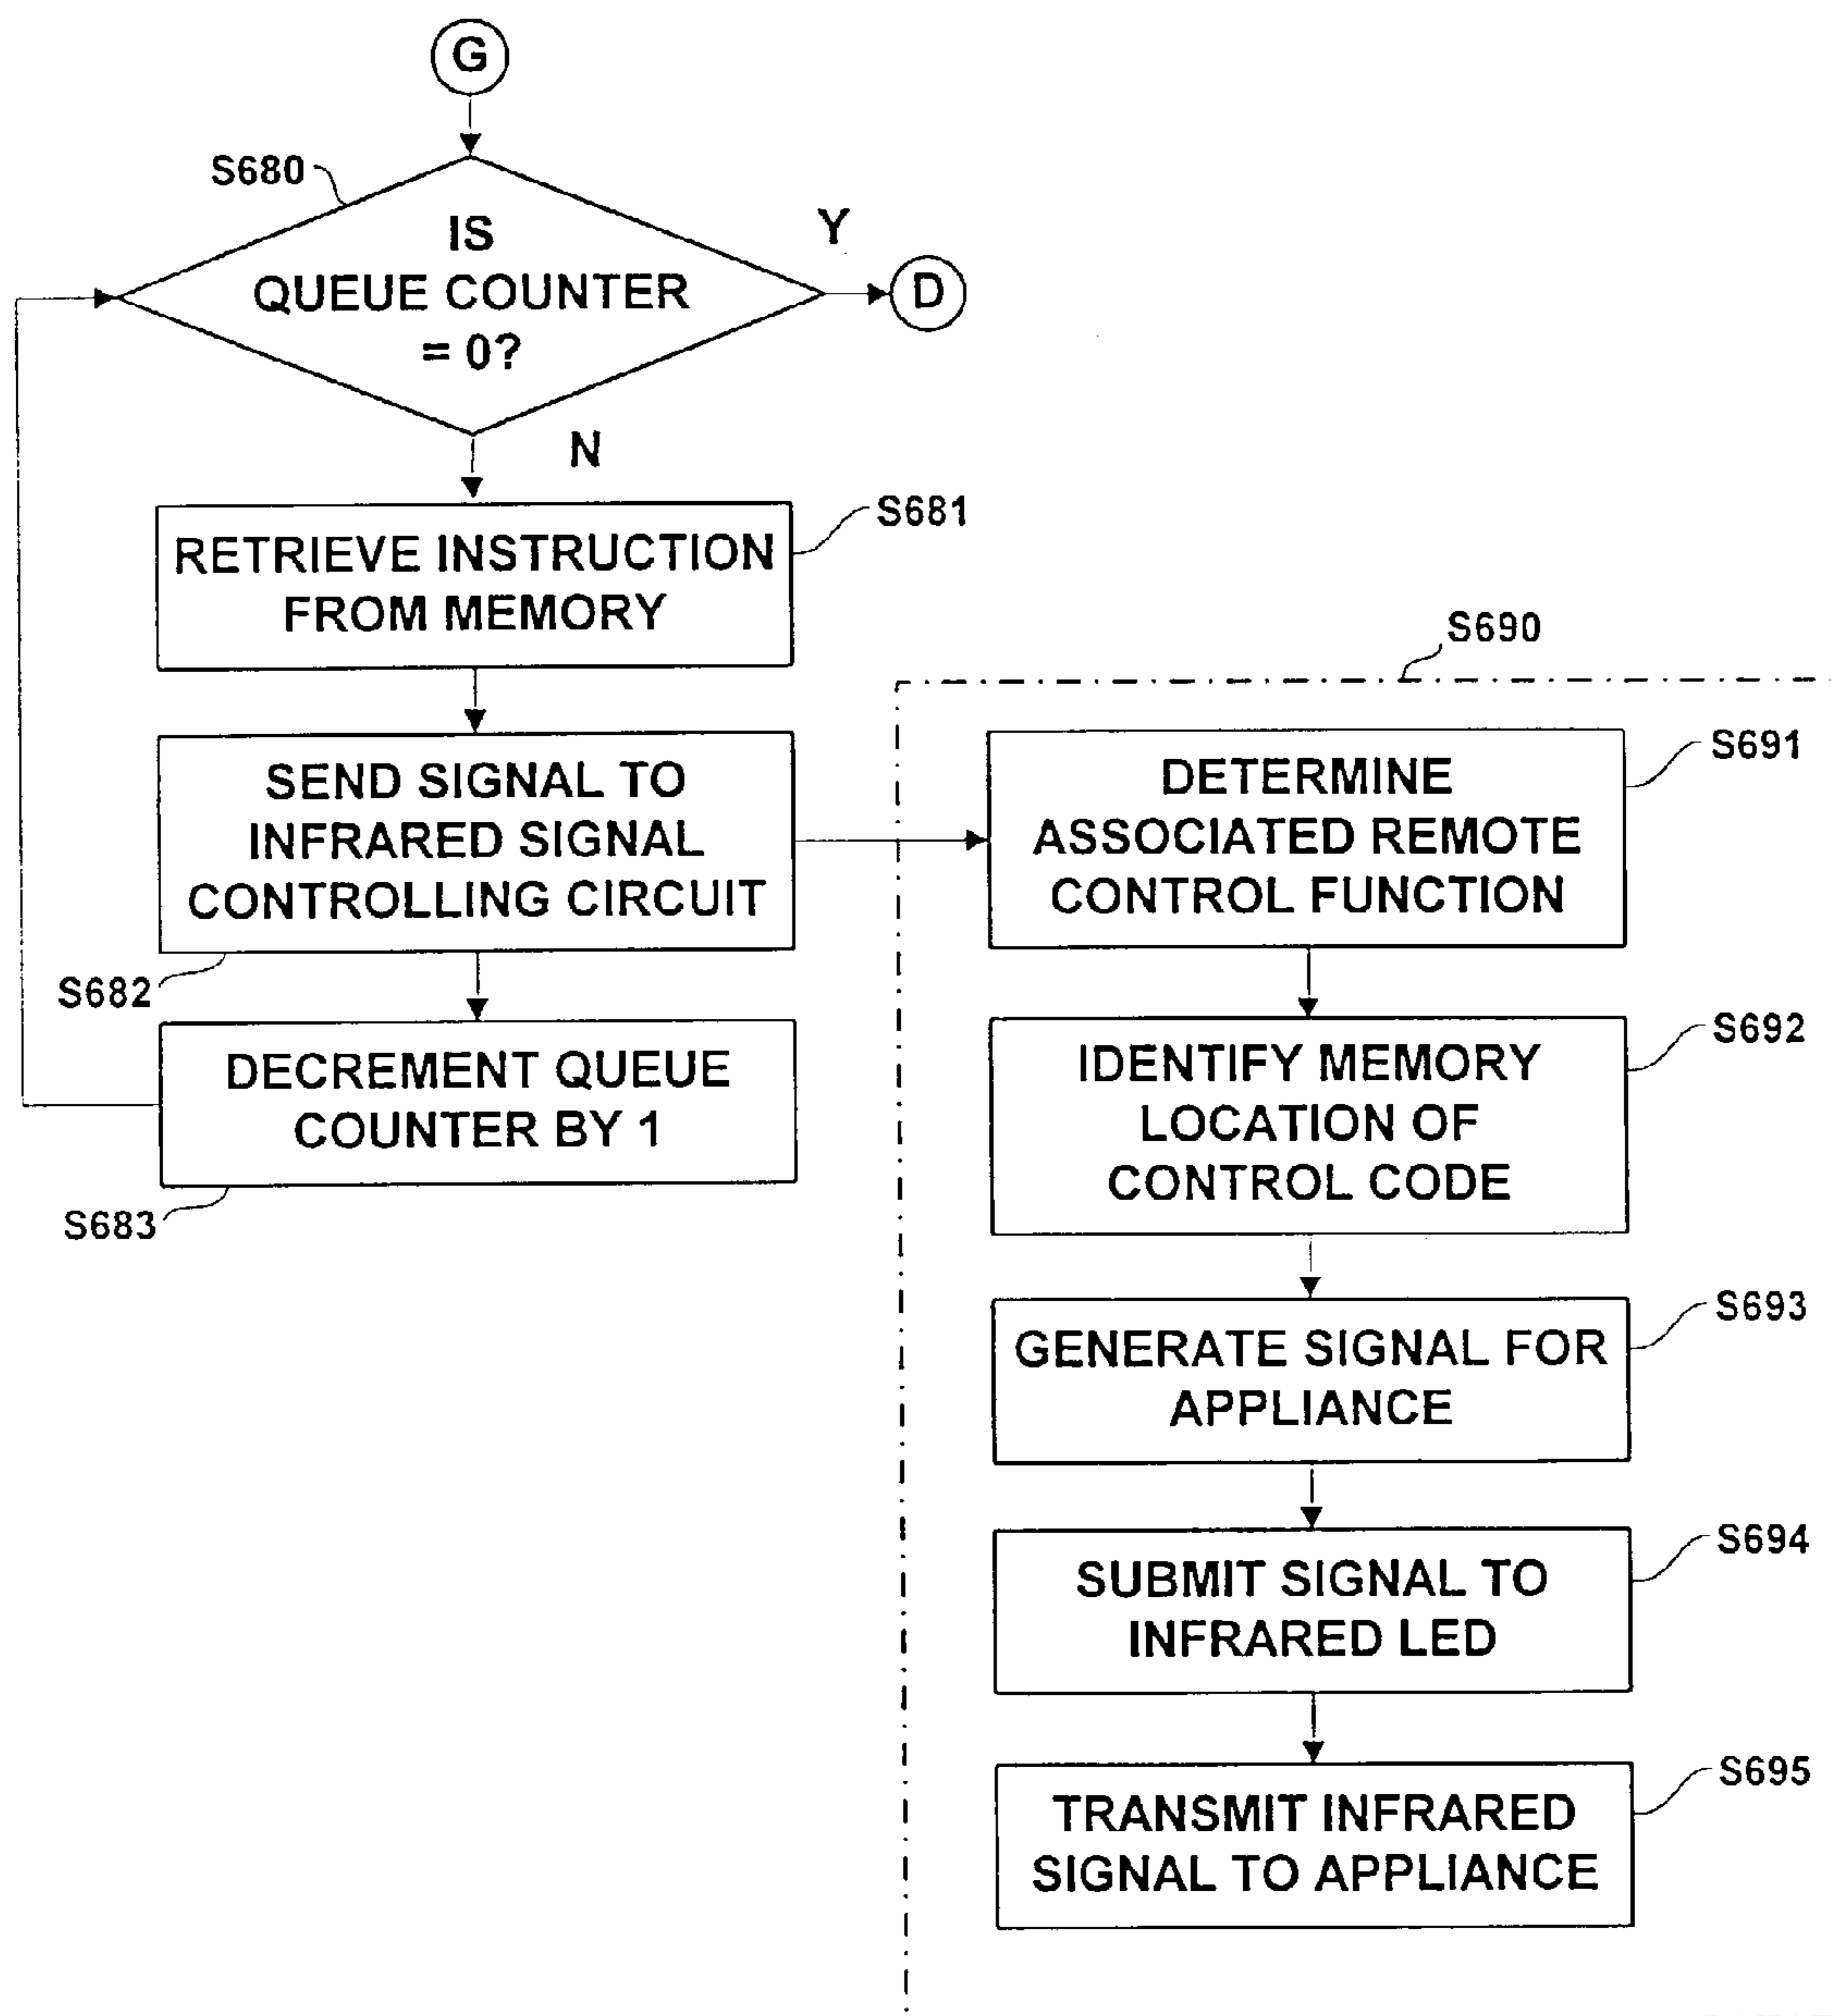 G
S680
IS
QUEUE COUNTER
= 0?
Y
D
N
S681
RETRIEVE INSTRUCTION
FROM MEMORY
SEND SIGNAL TO
INFRARED SIGNAL
CONTROLLING CIRCUIT
S682
DECREMENT QUEUE
COUNTER BY 1
S683
S690
S691
DETERMINE
ASSOCIATED REMOTE
CONTROL FUNCTION
S692
IDENTIFY MEMORY
LOCATION OF
CONTROL CODE
S693
GENERATE SIGNAL FOR
APPLIANCE
S694
SUBMIT SIGNAL TO
INFRARED LED
S695
TRANSMIT INFRARED
SIGNAL TO APPLIANCE